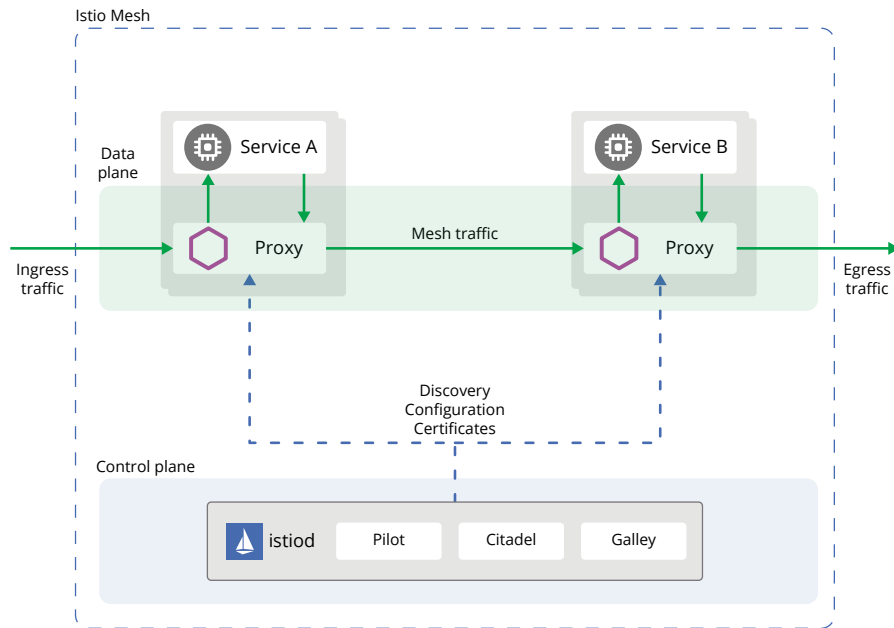 Istio Mesh
Service A
Service B
Data
plane
Proxy
Mesh traffic
Proxy
Ingress
traffic
Egress
traffic
Discovery
Configuration
Certificates
Control plane
istiod
Pilot
Citadel
Galley